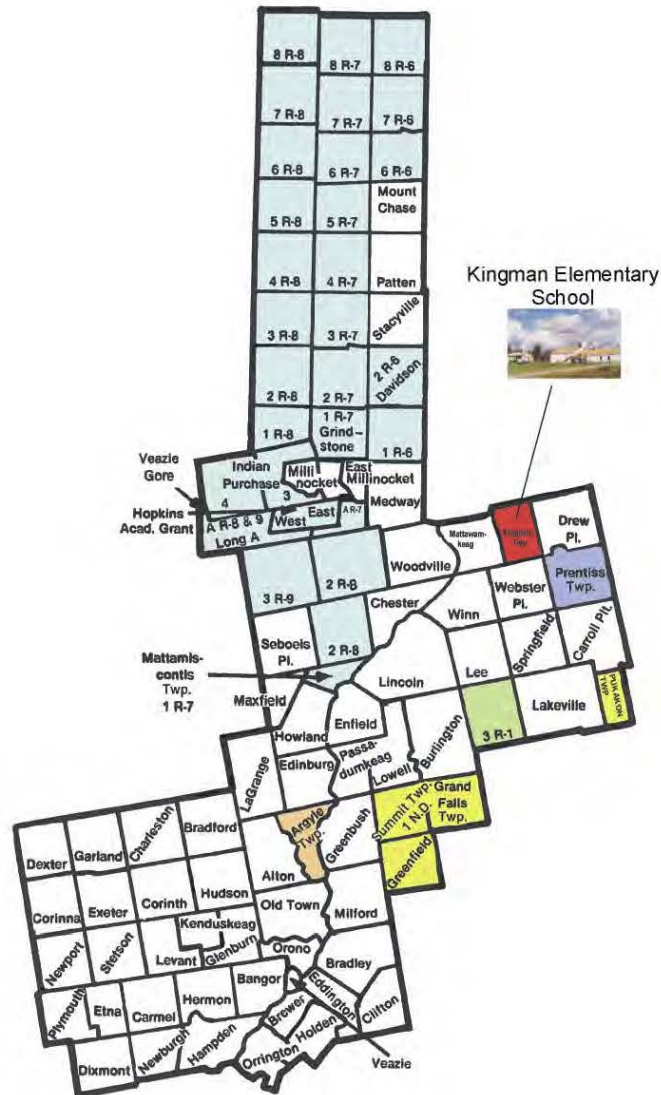 8 R-8
8 R-7
8 R-6
7 R-8
7 R-7
7 R-6
6 R-8
6 R-7
6 R-6
Mount
Chase
5 R-8
5 R-7
4 R-8
4 R-7
Patten
Kingman Elementary
School
3 R-8
3 R-7
Stacyville
2 R-8
2 R-7
2 R-6
Davidson
1 R-8
1 R-7
Grind-
stone
1 R-6
Veazie
Gore
Indian
Purchase
4
3
Milli
nocket
East
Millinocket
Medway
Hopkins
Acad. Grant
A R-8 & 9
Long A
West
East
A R-7
Woodville
Mattawam-
keag
Drew
Pl.
Prentiss
Twp.
3 R-9
2 R-8
Chester
Winn
Webster
Pl.
Springfield
Carroll Plt.
Seboeis
Pl.
2 R-8
Mattamis-
contis
Twp.
1 R-7
Maxfield
Lincoln
Lee
3 R-1
Lakeville
PUKAKON
TWP
Howland
Enfield
Edinburg
Passa-
dumkeag
Lowell
Burlington
LaGrange
Argyle
Twp.
Greenbush
Summit Twp.
1 N.D.
Grand
Falls
Twp.
Greenfield
Dexter
Garland
Charleston
Bradford
Alton
Corinna
Exeter
Corinth
Hudson
Old Town
Milford
Kenduskeag
Newport
Stetson
Levant
Glenburn
Orono
Bradley
Plymouth
Etna
Carmel
Hermon
Bangor
Eddington
Clifton
Dixmont
Newburgh
Hampden
Brewer
Holden
Orrington
Veazie